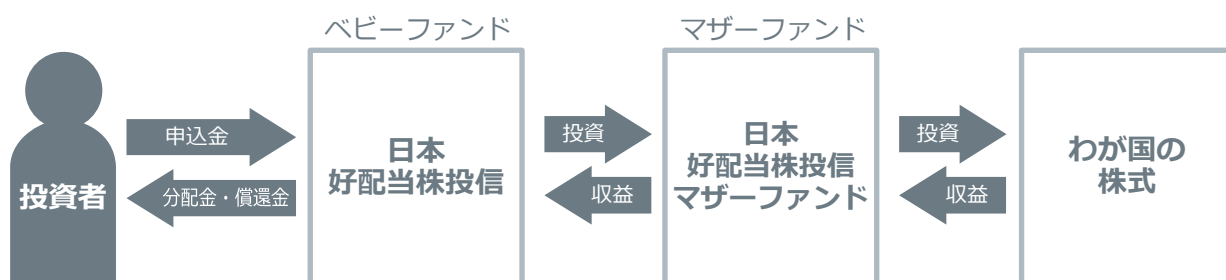 ベビーファンド
マザーファンド
投資者
申込金
分配金・償還金
日本
好配当株投信
投資
収益
日本
好配当株投信
マザーファンド
投資
収益
わが国の
株式